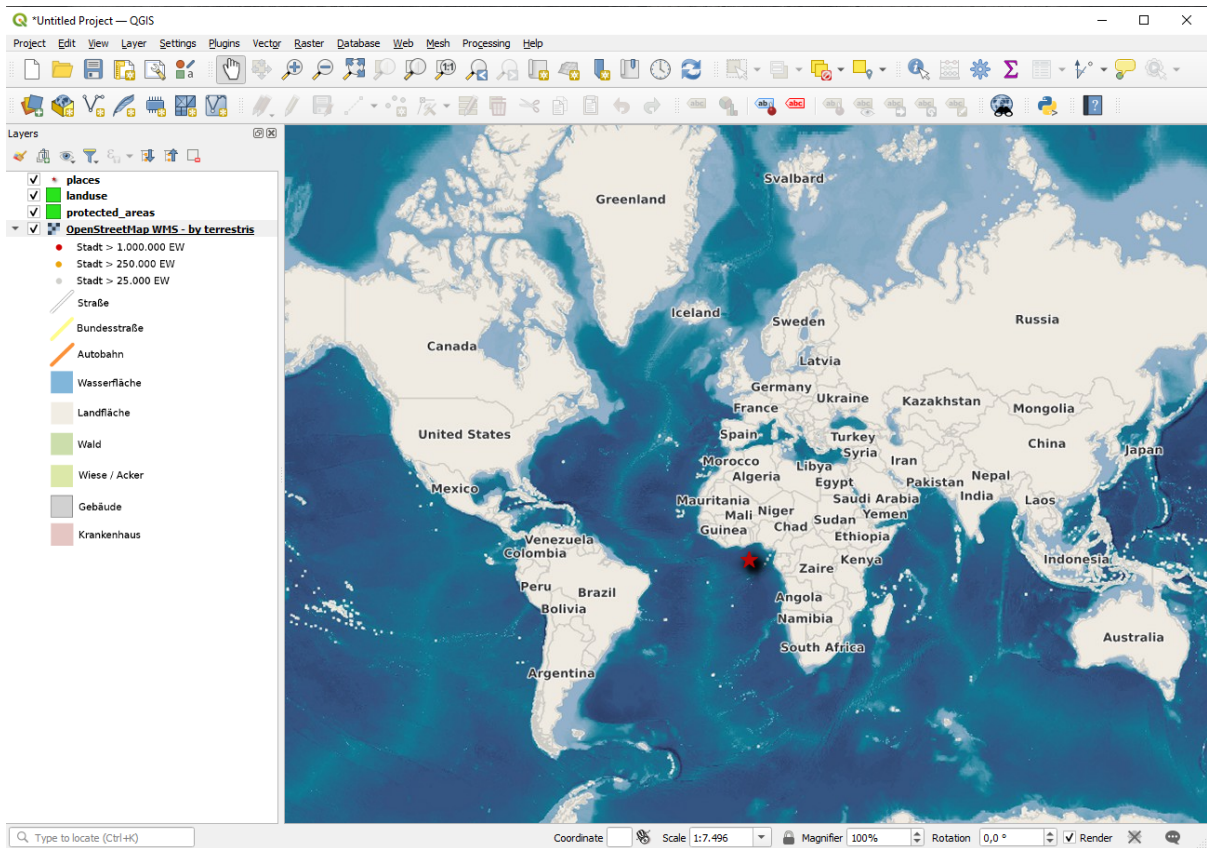 *Untitled Project — QGIS
Project Edit View Layer Settings Plugins Vector Raster Database Web Mesh Processing Help
Layers
places
landuse
protected_areas
OpenStreetMap WMS - by terrestris
Stadt > 1.000.000 EW
Stadt > 250.000 EW
Stadt > 25.000 EW
Straße
Bundesstraße
Autobahn
Wasserfläche
Landfläche
Wald
Wiese / Acker
Gebäude
Krankenhaus
Svalbard
Greenland
Iceland
Sweden
Russia
Canada
Latvia
Germany
Ukraine
Kazakhstan
France
Mongolia
United States
Spain
Turkey
China
Syria
Japan
Morocco
Libya
Iran
Algeria
Nepal
Egypt
Pakistan
Mexico
India
Mauritania
Saudi Arabia
Laos
Mali
Niger
Yemen
Guinea
Chad
Sudan
Ethiopia
Venezuela
Colombia
Kenya
Indonesia
Zaire
Peru
Brazil
Angola
Bolivia
Namibia
Australia
South Africa
Argentina
Type to locate (Ctrl+K)
Coordinate Scale 1:7.496 Magnifier 100% Rotation 0,0 ° Render